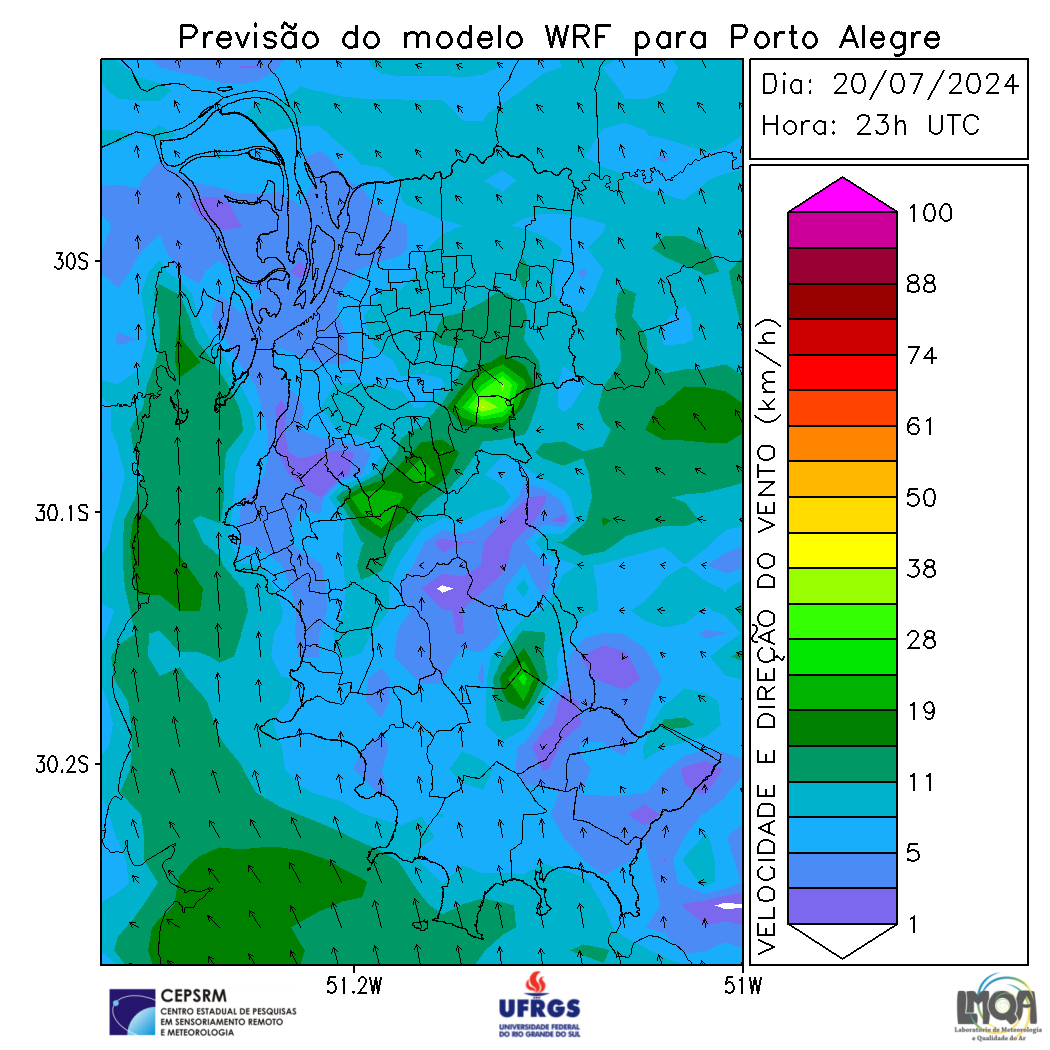 Previsão do modelo WRF para Porto Alegre
Dia: 20/07/2024
Hora: 23h UTC
30S
30.1S
30.2S
51.2W
51W
VELOCIDADE E DIREÇÃO DO VENTO (km/h)
100
88
74
61
50
38
28
19
11
5
1
CEPSRM
CENTRO ESTADUAL DE PESQUISAS
EM SENSORIAMENTO REMOTO
E METEOROLOGIA
UFRGS
UNIVERSIDADE FEDERAL
DO RIO GRANDE DO SUL
LMQA
Laboratório de Meteorologia
e Qualidade do Ar